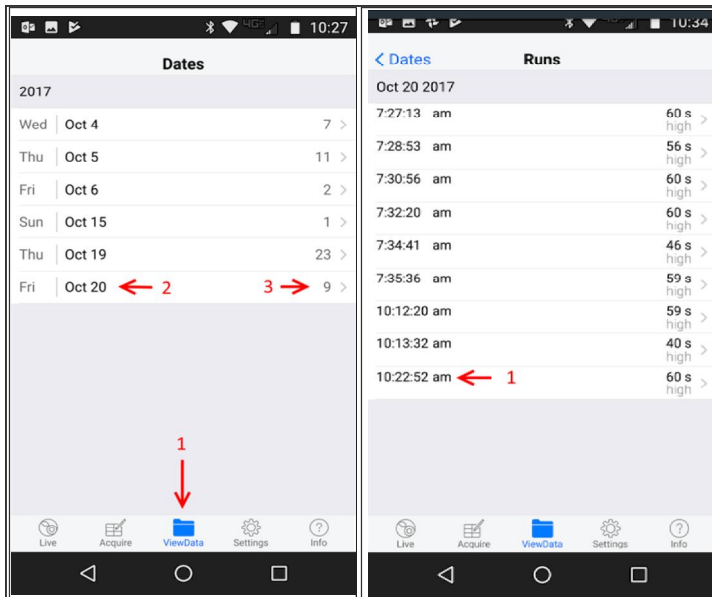 10:27
Dates
2017
Wed Oct 4 7 >
Thu Oct 5 11 >
Fri Oct 6 2 >
Sun Oct 15 1 >
Thu Oct 19 23 >
Fri Oct 20 2 3 9 >
1
Live Acquire ViewData Settings Info
10:34
< Dates Runs
Oct 20 2017
7:27:13 am 60 s
high
7:28:53 am 56 s
high
7:30:56 am 60 s
high
7:32:20 am 60 s
high
7:34:41 am 46 s
high
7:35:36 am 59 s
high
10:12:20 am 59 s
high
10:13:32 am 40 s
high
10:22:52 am 1 60 s
high
Live Acquire ViewData Settings Info